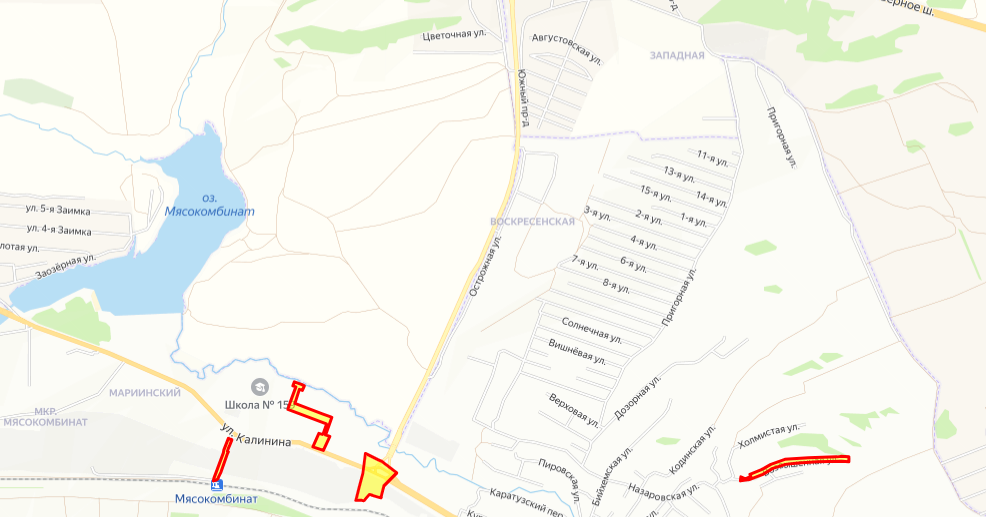 верное ш.
Цветочная ул.
Августовская ул.
ЗАПАДНАЯ
Южный пр-д
Пригорная ул.
11-я ул.
13-я ул.
15-я ул.
14-я ул.
3-я ул.
2-я ул.
1-я ул.
оз.
Мясокомбинат
ул. 5-я Заимка
ул. 4-я Заимка
лотая ул.
Заозёрная ул.
ВОСКРЕСЕНСКАЯ
Острожная ул.
4-я ул.
7-я ул.
6-я ул.
8-я ул.
Пригорная ул.
Солнечная ул.
Вишнёвая ул.
МАРИИНСКИЙ
Школа № 15
МКР.
МЯСОКОМБИНАТ
ул. Калинина
Верховая ул.
Дозорная ул.
Холмистая ул.
Кодинская ул.
Пировская ул.
Бийхемская ул.
Назаровская ул.
Мясокомбинат
Каратузский пер.